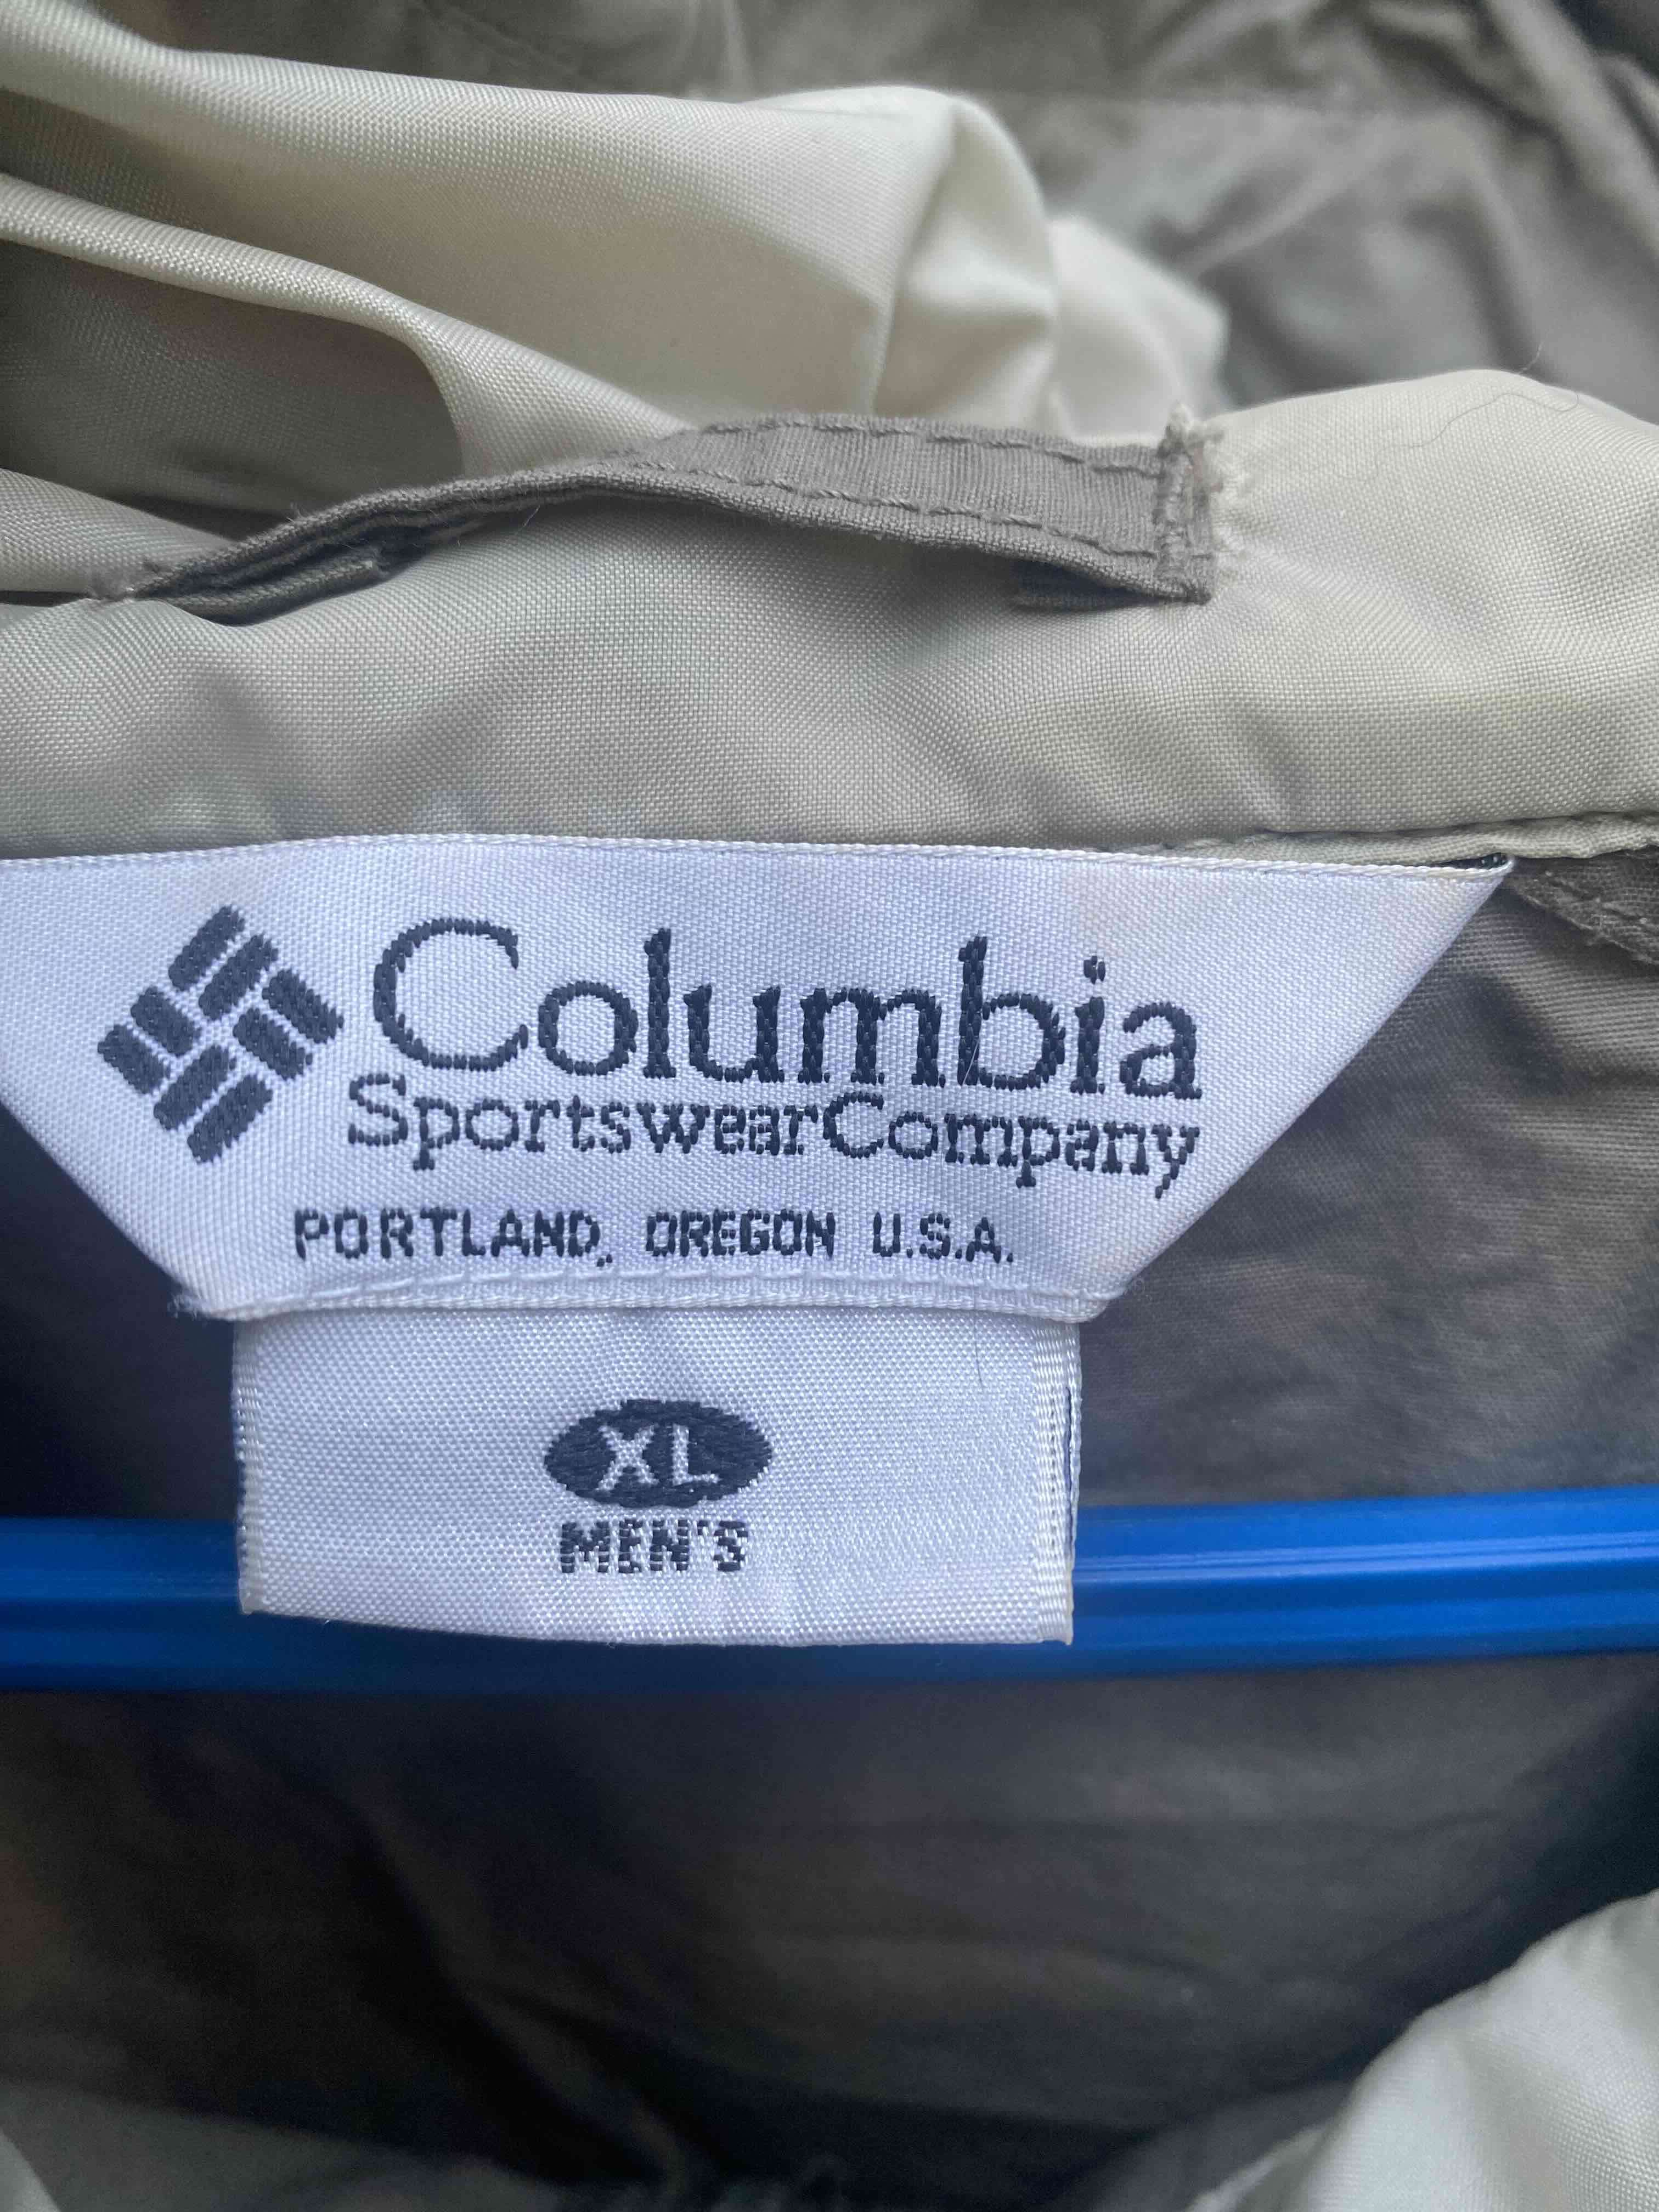 Columbia
SportswearCompany
PORTLAND, OREGON U.S.A.
XL
MEN'S